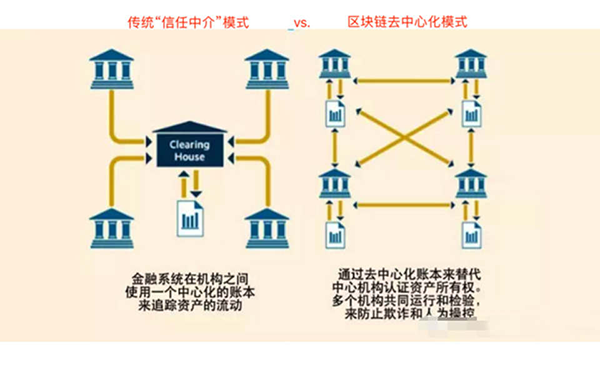 传统“信任中介”模式 vs. 区块链去中心化模式
Clearing
House
金融系统在机构之间
使用一个中心化的账本
来追踪资产的流动
通过去中心化账本来替代
中心机构认证资产所有权。
多个机构共同运行和检验，
来防止欺诈和人为操控